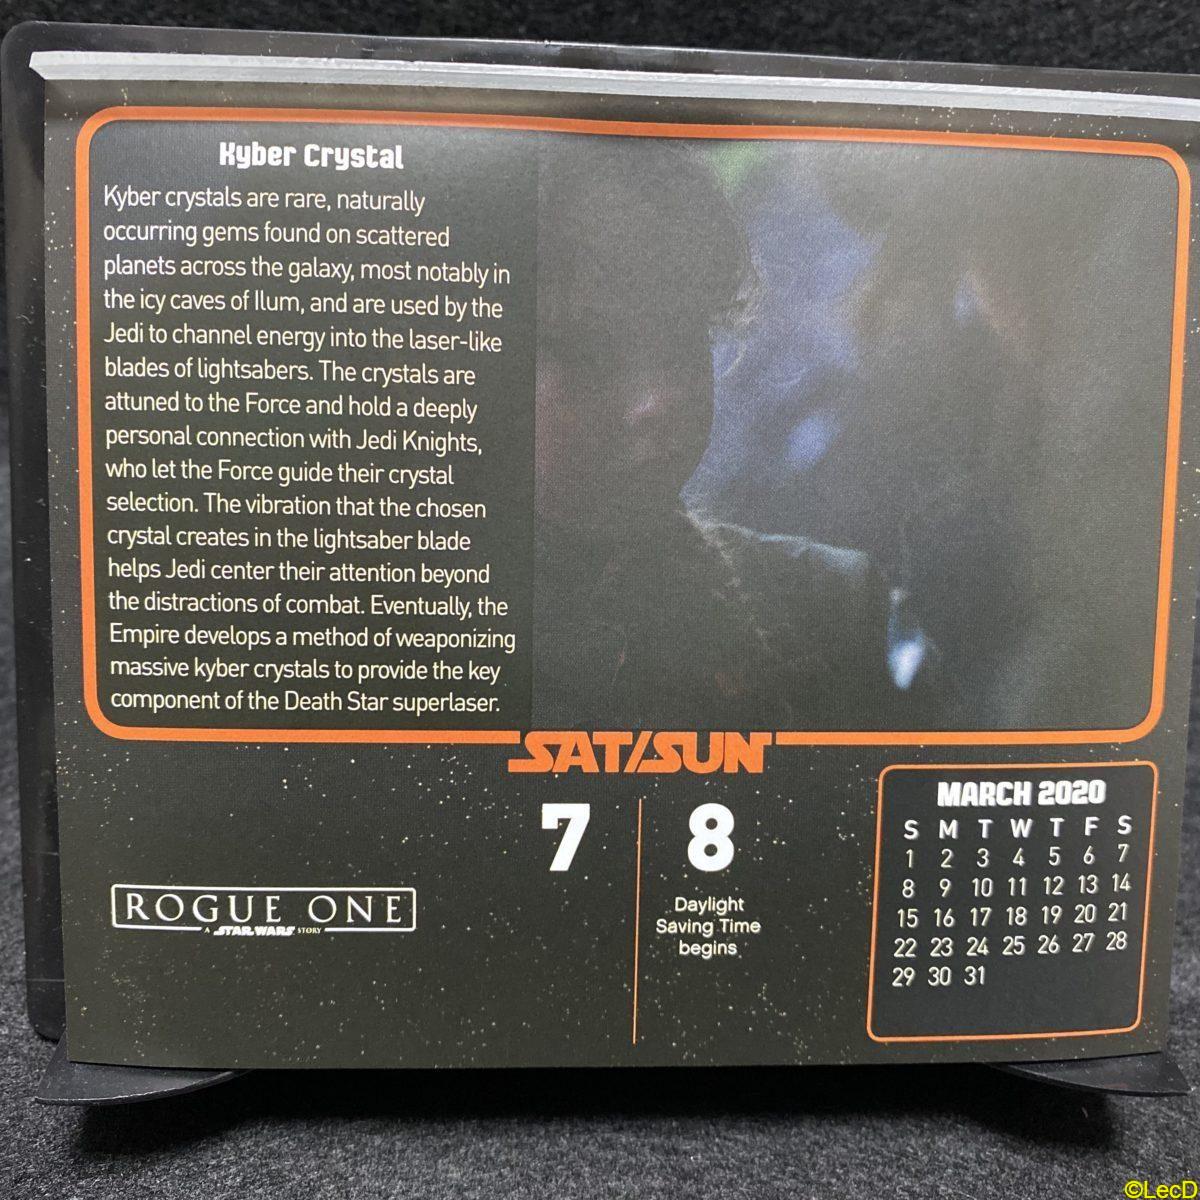 Kyber Crystal
Kyber crystals are rare, naturally
occurring gems found on scattered
planets across the galaxy, most notably in
the icy caves of Ilum, and are used by the
Jedi to channel energy into the laser-like
blades of lightsabers. The crystals are
attuned to the Force and hold a deeply
personal connection with Jedi Knights,
who let the Force guide their crystal
selection. The vibration that the chosen
crystal creates in the lightsaber blade
helps Jedi center their attention beyond
the distractions of combat. Eventually, the
Empire develops a method of weaponizing
massive kyber crystals to provide the key
component of the Death Star superlaser.
SAT/SUN
7 8
Daylight
Saving Time
begins
ROGUE ONE
A STAR WARS STORY
MARCH 2020
S M T W T F S
1 2 3 4 5 6 7
8 9 10 11 12 13 14
15 16 17 18 19 20 21
22 23 24 25 26 27 28
29 30 31
©LecD